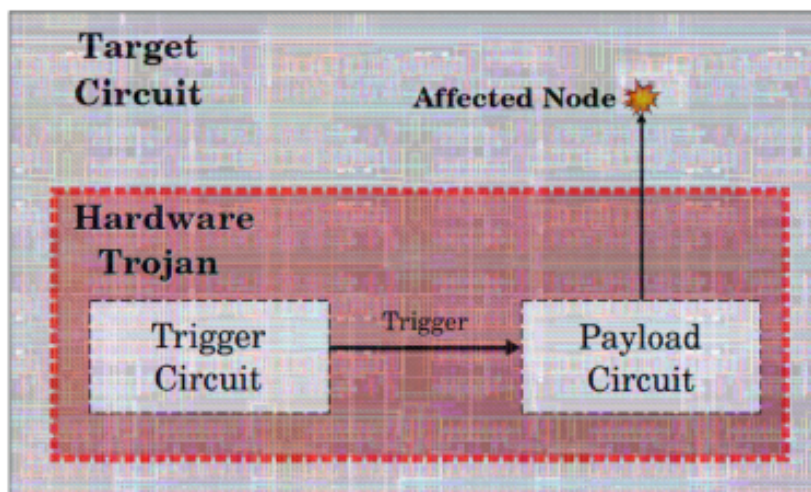 Target
Circuit
Affected Node
Hardware
Trojan
Trigger
Circuit
Trigger
Payload
Circuit